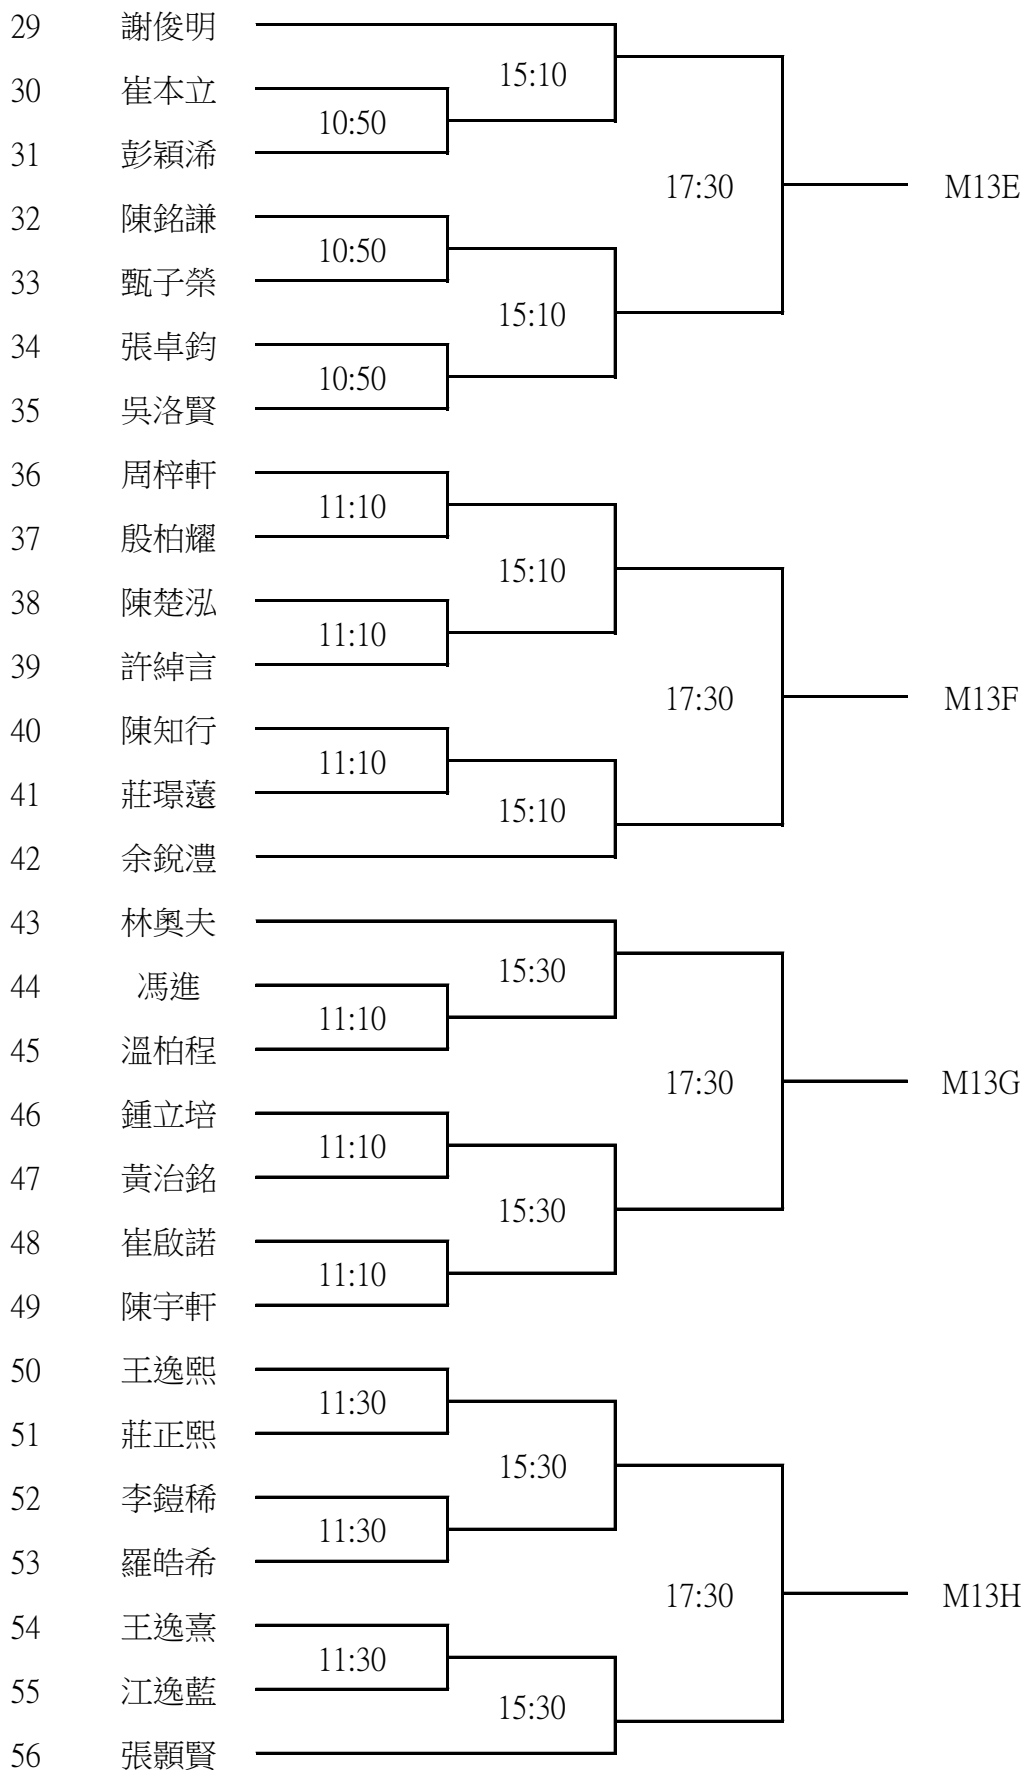 29 謝俊明
15:10
30 崔本立
10:50
31 彭穎浠
17:30 M13E
32 陳銘謙
10:50
33 甄子榮
15:10
34 張卓鈞
10:50
35 吳洛賢
36 周梓軒
11:10
37 殷柏耀
15:10
38 陳楚泓
11:10
39 許綽言
17:30 M13F
40 陳知行
11:10
41 莊璟薳
15:10
42 余銳澧
43 林奧夫
15:30
44 馮進
11:10
45 溫柏程
17:30 M13G
46 鍾立培
11:10
47 黃治銘
15:30
48 崔啟諾
11:10
49 陳宇軒
50 王逸熙
11:30
51 莊正熙
15:30
52 李鎧稀
11:30
53 羅皓希
17:30 M13H
54 王逸熹
11:30
55 江逸藍
15:30
56 張顥賢